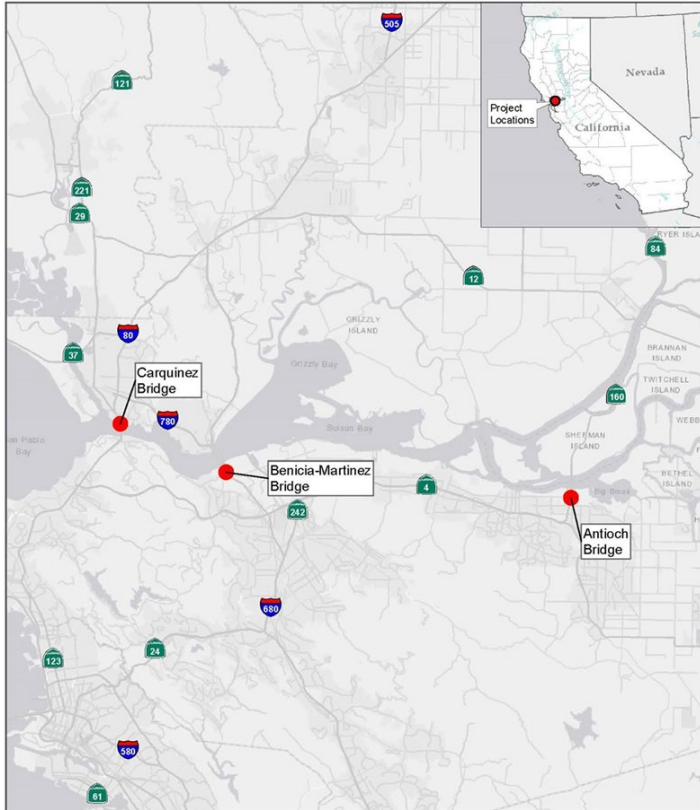 505
121
Nevada
Project
Locations
California
221
29
84
RYER ISLA
12
GRIZZLY
ISLAND
80
37
BRANNAN
ISLAND
Grizzly Bay
Carquinez
Bridge
TWITCHELL
ISLAND
160
780
Suisun Bay
WEBB
SHERMAN
ISLAND
an Pablo
Bay
Benicia-Martinez
Bridge
BETHEL
ISLAND
4
Big Break
242
Antioch
Bridge
680
24
123
580
61